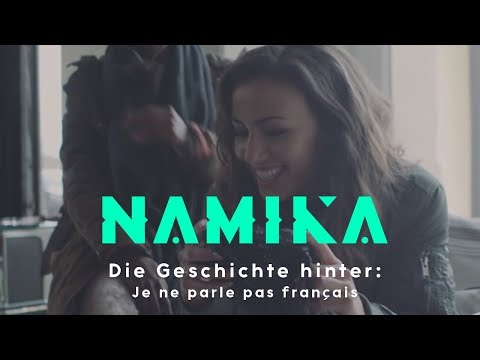 NAMIKA
Die Geschichte hinter:
Je ne parle pas français